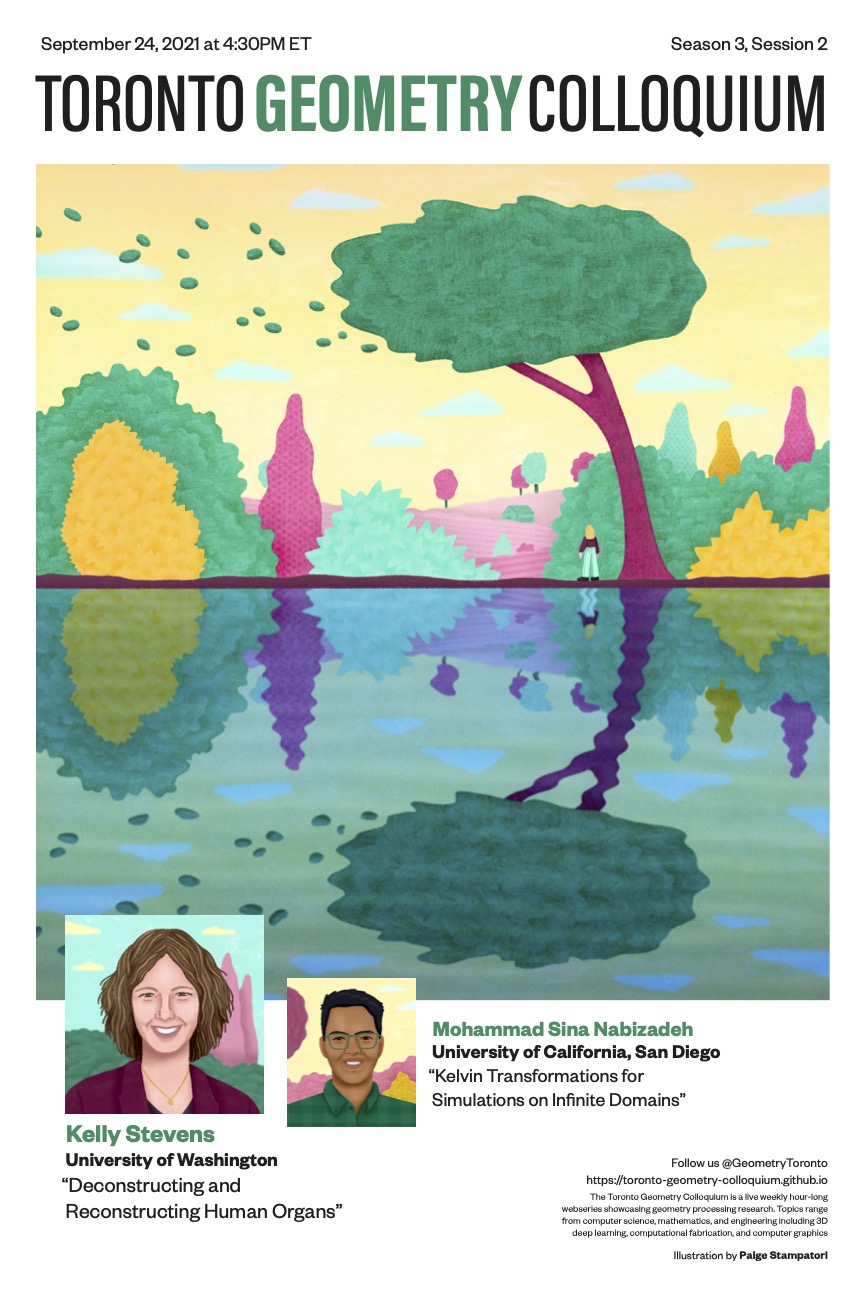 September 24, 2021 at 4:30PM ET
Season 3, Session 2
TORONTO GEOMETRY COLLOQUIUM
Mohammad Sina Nabizadeh
University of California, San Diego
“Kelvin Transformations for
Simulations on Infinite Domains”
Kelly Stevens
University of Washington
“Deconstructing and
Reconstructing Human Organs”
Follow us @GeometryToronto
https://toronto-geometry-colloquium.github.io
The Toronto Geometry Colloquium is a live weekly hour-long
webseries showcasing geometry processing research. Topics range
from computer science, mathematics, and engineering including 3D
deep learning, computational fabrication, and computer graphics
Illustration by Paige Stampatori